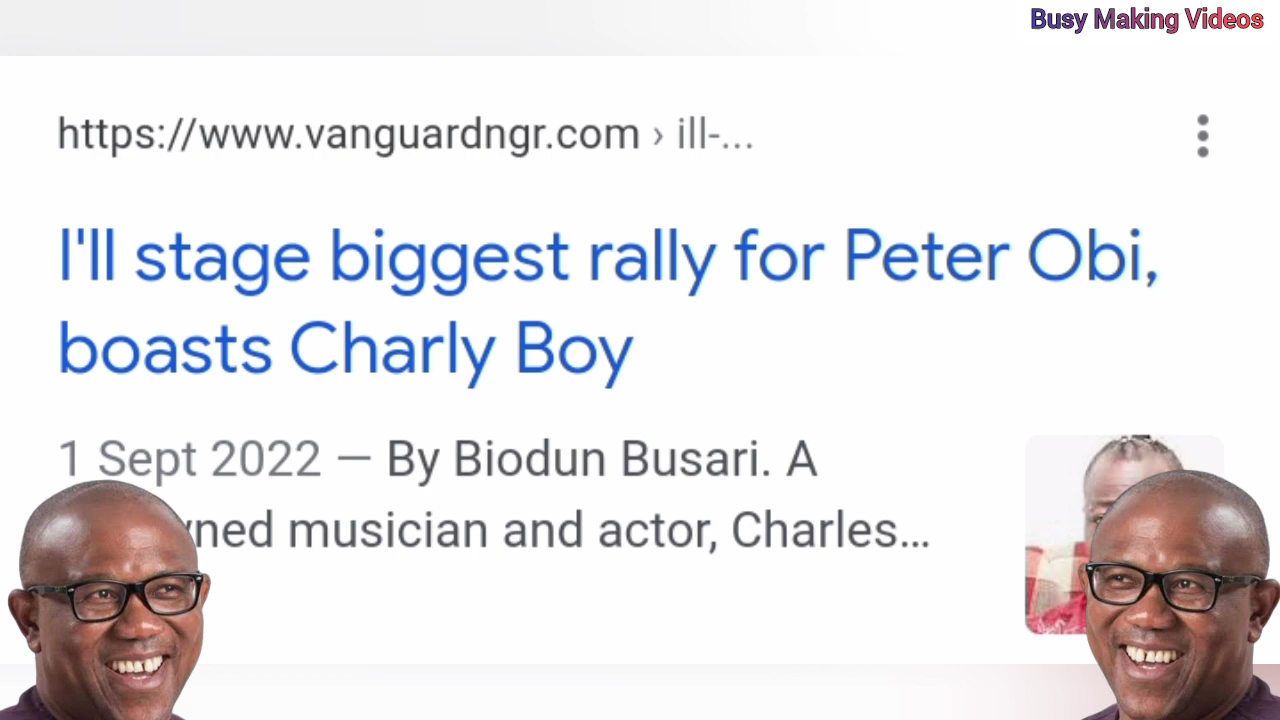 Busy Making Videos
https://www.vanguardngr.com › ill-...
I'll stage biggest rally for Peter Obi,
boasts Charly Boy
1 Sept 2022 — By Biodun Busari. A
musician and actor, Charles...